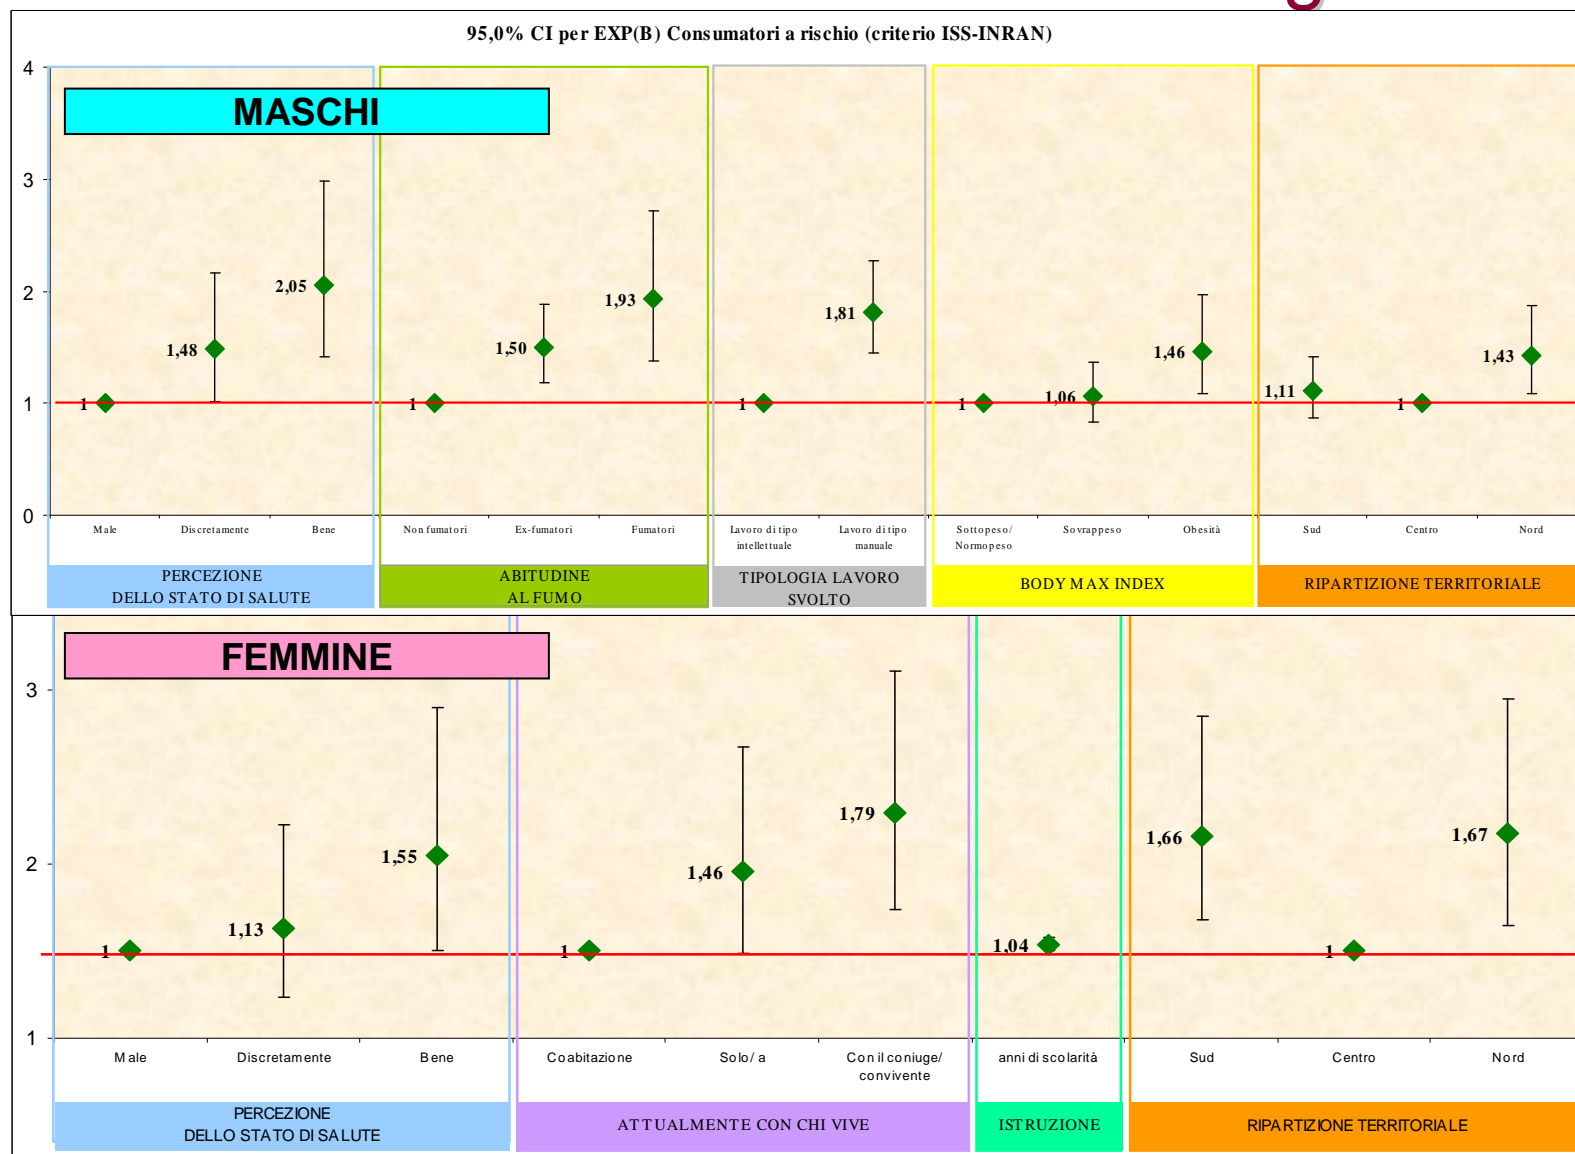 95,0% CI per EXP(B) Consumatori a rischio (criterio ISS-INRAN)
MASCHI
4
3
2
1
0
1
1,48
2,05
1
1,50
1,93
1
1,81
1
1,06
1,46
1,11
1
1,43
Male
Discretamente
Bene
Non fumatori
Ex-fumatori
Fumatori
Lavoro di tipo
intellettuale
Lavoro di tipo
manuale
Sottopeso/
Normopeso
Sovrappeso
Obesità
Sud
Centro
Nord
PERCEZIONE
DELLO STATO DI SALUTE
ABITUDINE
AL FUMO
TIPOLOGIA LAVORO
SVOLTO
BODY MAX INDEX
RIPARTIZIONE TERRITORIALE
FEMMINE
3
2
1
1
1,13
1,55
1
1,46
1,79
1,04
1,66
1
1,67
Male
Discretamente
Bene
Coabitazione
Solo/a
Con il coniuge/
convivente
anni di scolarità
Sud
Centro
Nord
PERCEZIONE
DELLO STATO DI SALUTE
ATTUALMENTE CON CHI VIVE
ISTRUZIONE
RIPARTIZIONE TERRITORIALE